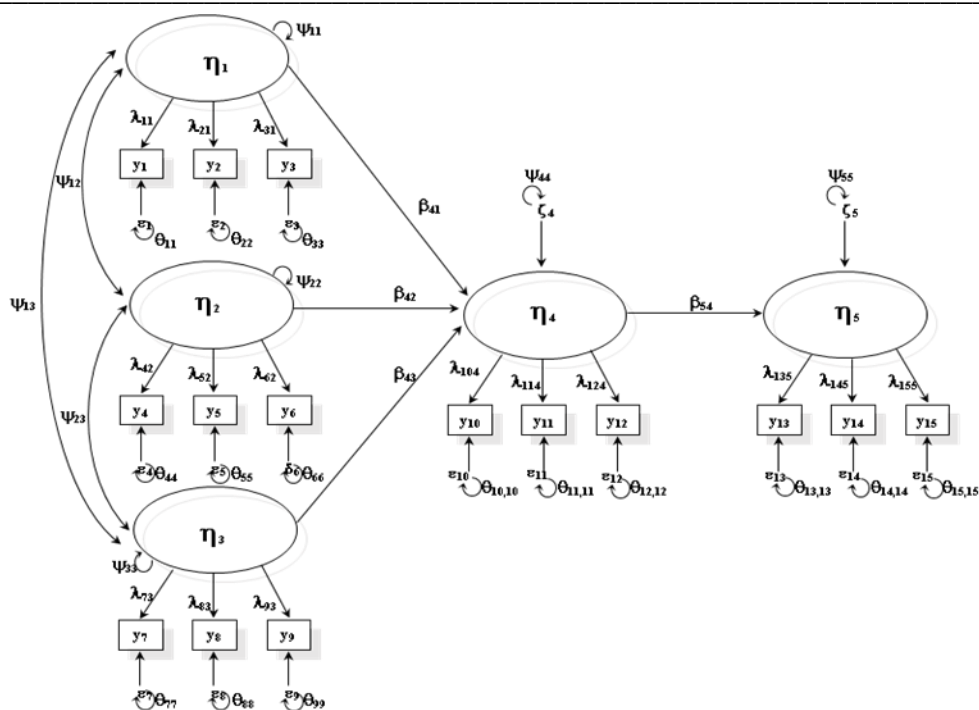 Ψ11
η1
λ11 λ21 λ31
y1 y2 y3
Ψ12
ε1 ε2 ε3
θ11 θ22 θ33
β41
Ψ44 Ψ55
ζ4 ζ5
Ψ13
Ψ22
η2
β42
η4
β54
η5
λ42 λ52 λ62
β43
λ104 λ114 λ124
λ135 λ145 λ155
y4 y5 y6
y10 y11 y12
y13 y14 y15
Ψ23
ε4 θ44 ε5 θ55 δ6 θ66
ε10 θ10,10 ε11 θ11,11 ε12 θ12,12
ε13 θ13,13 ε14 θ14,14 ε15 θ15,15
η3
Ψ33
λ73 λ83 λ93
y7 y8 y9
ε7 θ77 ε8 θ88 ε9 θ99